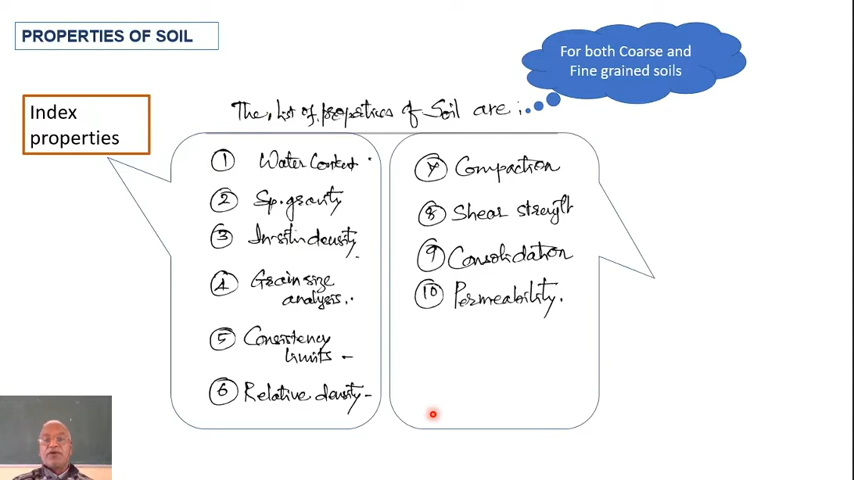 PROPERTIES OF SOIL
For both Coarse and
Fine grained soils
Index
properties
The list of properties of Soil are :
① Water Content .
② Sp. gravity
③ In-situ density
④ Grain size
analysis .
⑤ Consistency
limits –
⑥ Relative density –
⑦ Compaction
⑧ Shear strength
⑨ Consolidation
⑩ Permeability .